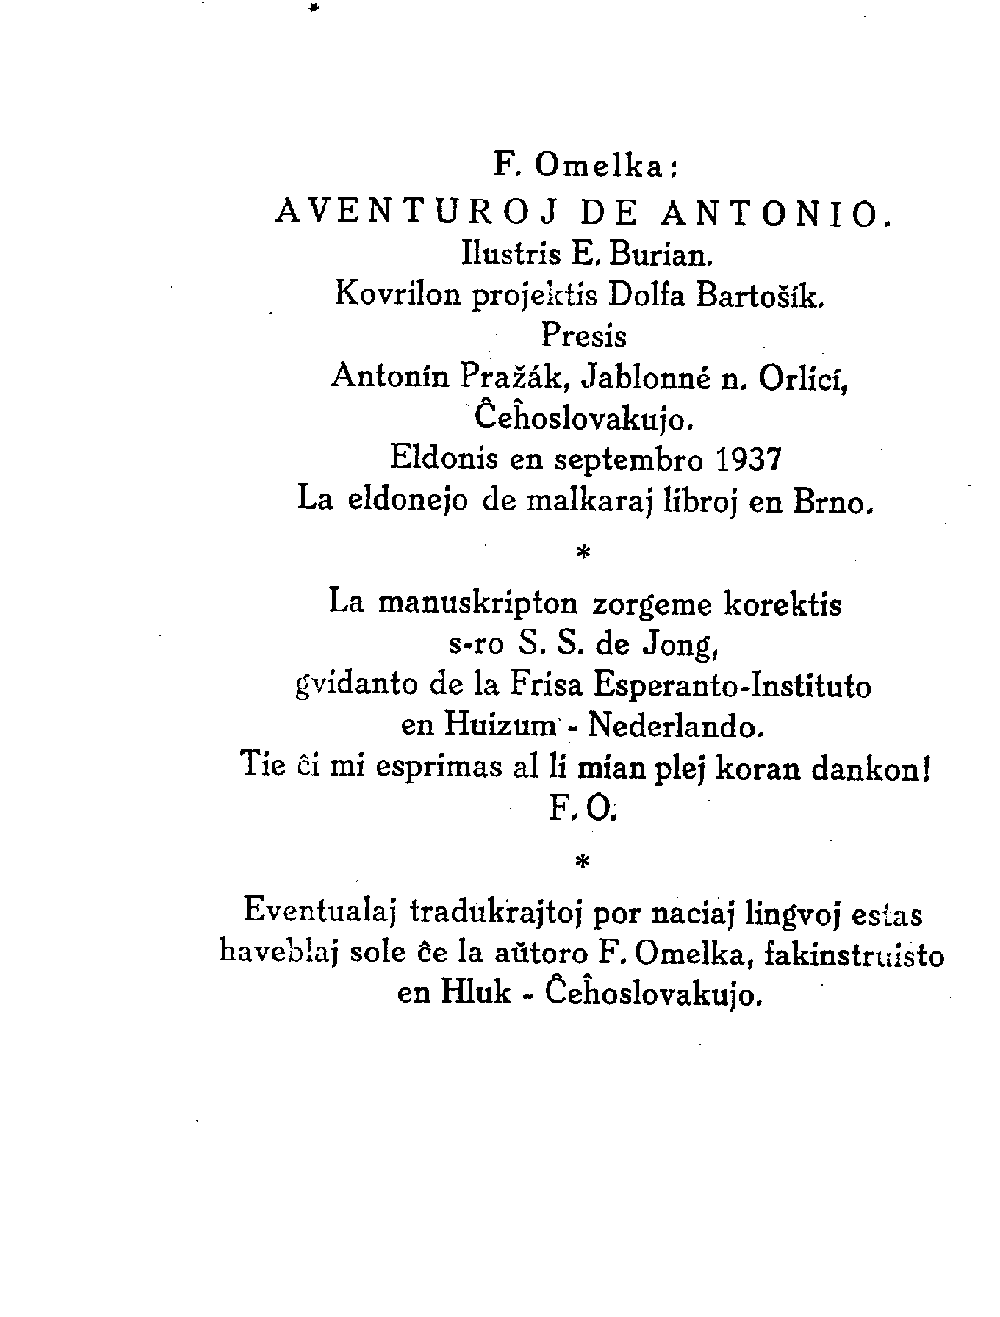 F. Omelka:
AVENTUROJ DE ANTONIO.
Ilustris E. Burian.
Kovrilon projektis Dolfa Bartošík.
Presis
Antonín Pražák, Jablonné n. Orlicí,
Ĉeĥoslovakujo.
Eldonis en septembro 1937
La eldonejo de malkaraj libroj en Brno.
*
La manuskripton zorgeme korektis
s-ro S. S. de Jong,
gvidanto de la Frisa Esperanto-Instituto
en Huizum - Nederlando.
Tie ĉi mi esprimas al li mian plej koran dankon!
F. O.
*
Eventualaj tradukrajtoj por naciaj lingvoj estas
haveblaj sole ĉe la aŭtoro F. Omelka, fakinstruisto
en Hluk - Ĉeĥoslovakujo.